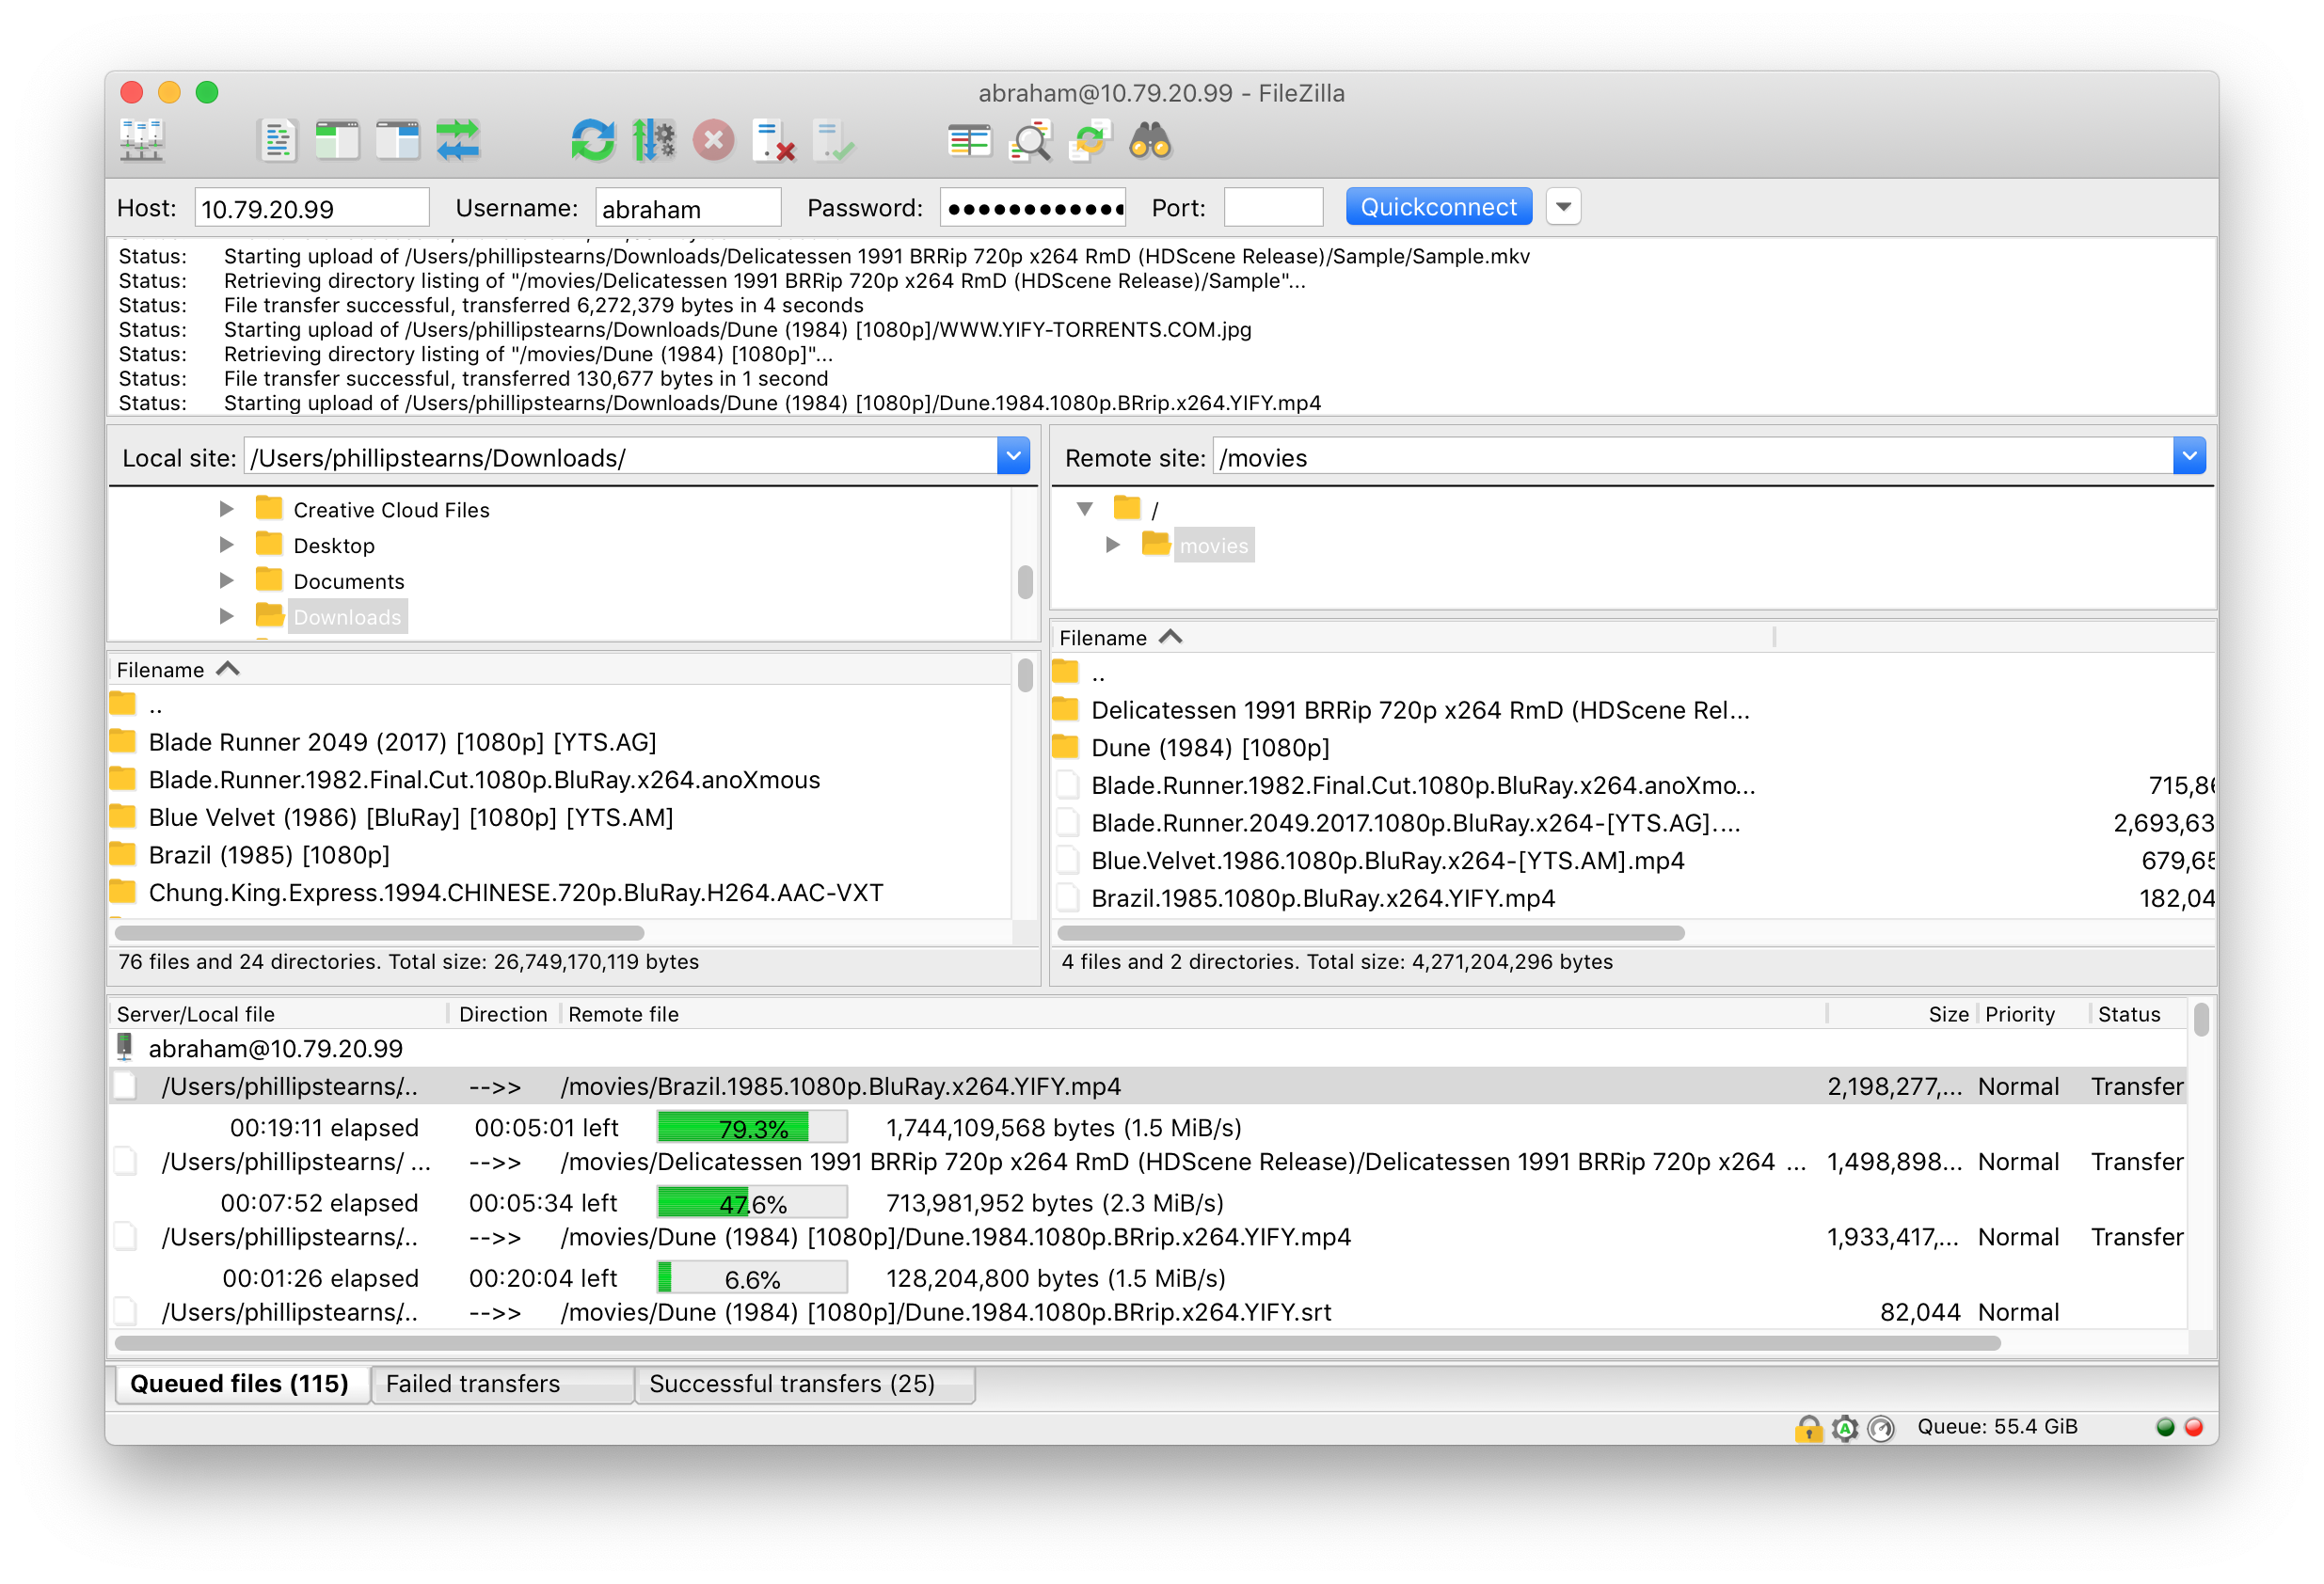 abraham@10.79.20.99 - FileZilla
Host: 10.79.20.99 Username: abraham Password: ●●●●●●●●●●●● Port: Quickconnect
Status: Starting upload of /Users/phillipstearns/Downloads/Delicatessen 1991 BRRip 720p x264 RmD (HDScene Release)/Sample/Sample.mkv
Status: Retrieving directory listing of "/movies/Delicatessen 1991 BRRip 720p x264 RmD (HDScene Release)/Sample"...
Status: File transfer successful, transferred 6,272,379 bytes in 4 seconds
Status: Starting upload of /Users/phillipstearns/Downloads/Dune (1984) [1080p]/WWW.YIFY-TORRENTS.COM.jpg
Status: Retrieving directory listing of "/movies/Dune (1984) [1080p]"...
Status: File transfer successful, transferred 130,677 bytes in 1 second
Status: Starting upload of /Users/phillipstearns/Downloads/Dune (1984) [1080p]/Dune.1984.1080p.BRrip.x264.YIFY.mp4
Local site: /Users/phillipstearns/Downloads/
Creative Cloud Files
Desktop
Documents
Downloads
Filename
..
Blade Runner 2049 (2017) [1080p] [YTS.AG]
Blade.Runner.1982.Final.Cut.1080p.BluRay.x264.anoXmous
Blue Velvet (1986) [BluRay] [1080p] [YTS.AM]
Brazil (1985) [1080p]
Chung.King.Express.1994.CHINESE.720p.BluRay.H264.AAC-VXT
76 files and 24 directories. Total size: 26,749,170,119 bytes
Remote site: /movies
/
movies
Filename
..
Delicatessen 1991 BRRip 720p x264 RmD (HDScene Rel...
Dune (1984) [1080p]
Blade.Runner.1982.Final.Cut.1080p.BluRay.x264.anoXmo... 715,8
Blade.Runner.2049.2017.1080p.BluRay.x264-[YTS.AG].... 2,693,63
Blue.Velvet.1986.1080p.BluRay.x264-[YTS.AM].mp4 679,65
Brazil.1985.1080p.BluRay.x264.YIFY.mp4 182,04
4 files and 2 directories. Total size: 4,271,204,296 bytes
Server/Local file Direction Remote file Size Priority Status
abraham@10.79.20.99
/Users/phillipstearns/... -->> /movies/Brazil.1985.1080p.BluRay.x264.YIFY.mp4 2,198,277,... Normal Transfer
00:19:11 elapsed 00:05:01 left 79.3% 1,744,109,568 bytes (1.5 MiB/s)
/Users/phillipstearns/ ... -->> /movies/Delicatessen 1991 BRRip 720p x264 RmD (HDScene Release)/Delicatessen 1991 BRRip 720p x264 ... 1,498,898... Normal Transfer
00:07:52 elapsed 00:05:34 left 47.6% 713,981,952 bytes (2.3 MiB/s)
/Users/phillipstearns/... -->> /movies/Dune (1984) [1080p]/Dune.1984.1080p.BRrip.x264.YIFY.mp4 1,933,417,... Normal Transfer
00:01:26 elapsed 00:20:04 left 6.6% 128,204,800 bytes (1.5 MiB/s)
/Users/phillipstearns/... -->> /movies/Dune (1984) [1080p]/Dune.1984.1080p.BRrip.x264.YIFY.srt 82,044 Normal
Queued files (115) Failed transfers Successful transfers (25)
Queue: 55.4 GiB